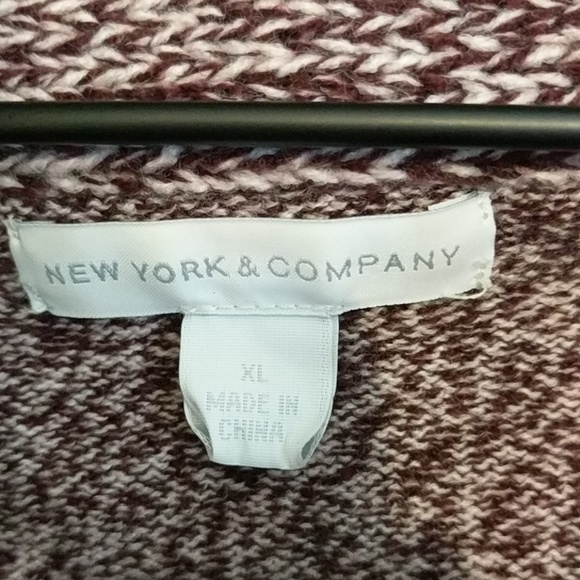 NEW YORK & COMPANY
XL
MADE IN
CHINA